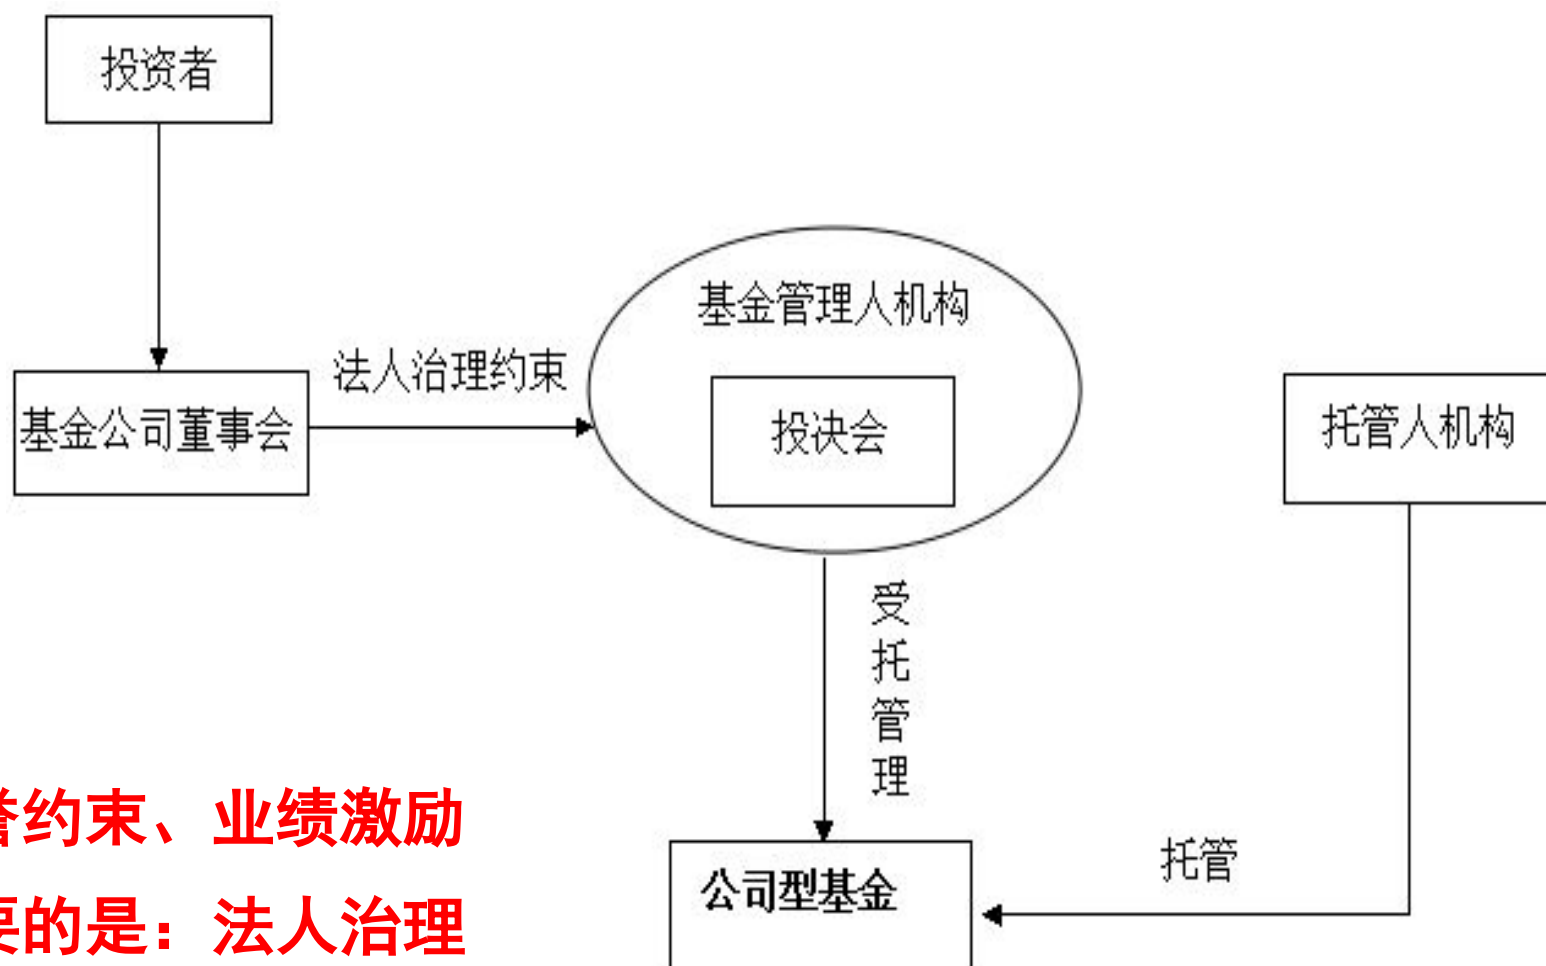 投资者
基金管理人机构
法人治理约束
基金公司董事会
投决会
托管人机构
受托管理
誉约束、业绩激励
托管
公司型基金
要的是：法人治理